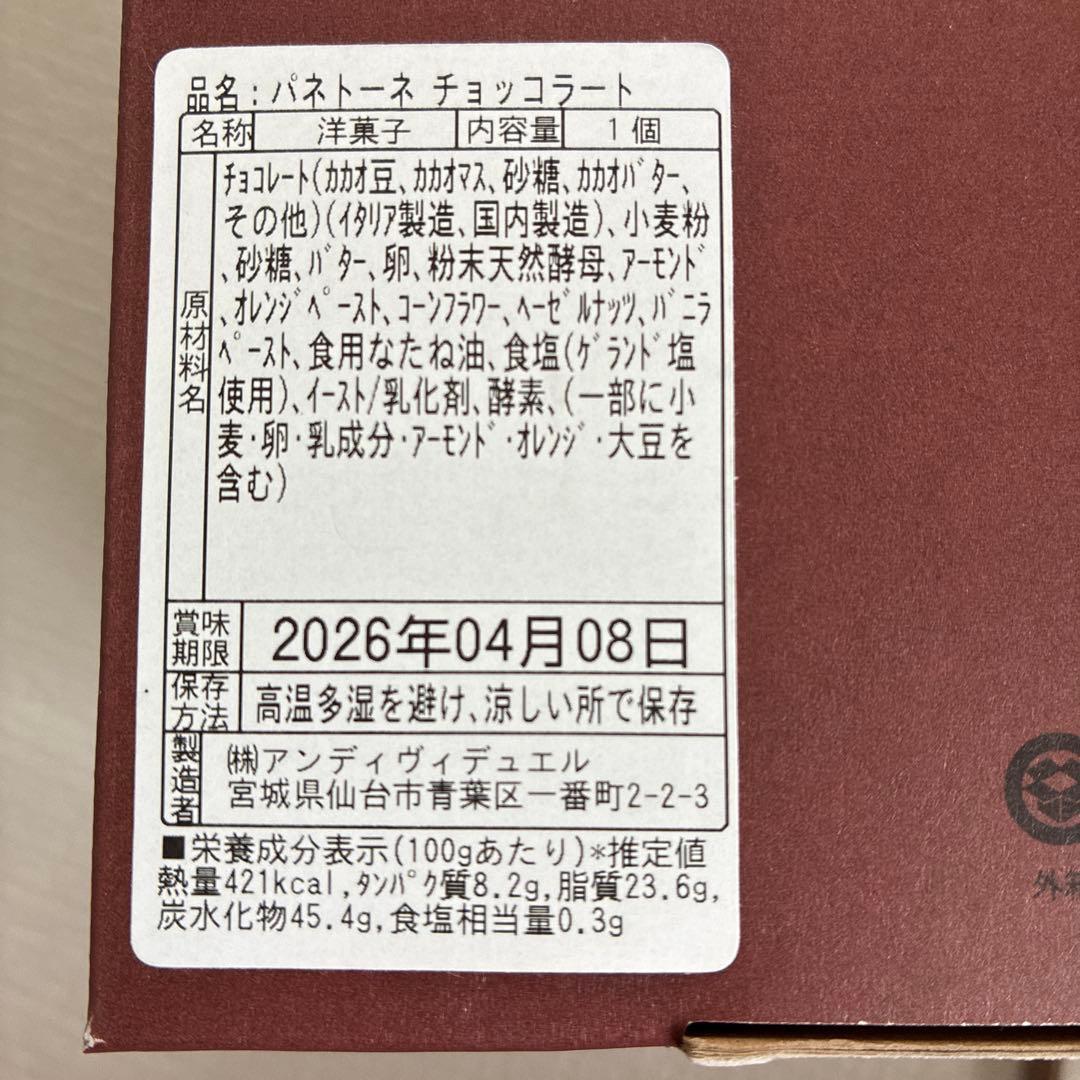 品名:パネトーネ チョッコラート
名称 洋菓子 内容量 1個
原材料名
ﾁｮｺﾚｰﾄ(ｶｶｵ豆､ｶｶｵﾏｽ､砂糖､ｶｶｵﾊﾞﾀｰ､
その他)(ｲﾀﾘｱ製造､国内製造)､小麦粉
､砂糖､ﾊﾞﾀｰ､卵､粉末天然酵母､ｱｰﾓﾝﾄﾞ
､ｵﾚﾝｼﾞﾍﾟｰｽﾄ､ｺｰﾝﾌﾗﾜｰ､ﾍｰｾﾞﾙﾅｯﾂ､ﾊﾞﾆﾗ
ﾍﾟｰｽﾄ､食用なたね油､食塩(ｹﾞﾗﾝﾄﾞ塩
使用)､ｲｰｽﾄ/乳化剤､酵素､(一部に小
麦･卵･乳成分･ｱｰﾓﾝﾄﾞ･ｵﾚﾝｼﾞ･大豆を
含む)
賞味期限 2026年04月08日
保存方法 高温多湿を避け､涼しい所で保存
製造者 ㈱アンディヴィデュエル
宮城県仙台市青葉区一番町2-2-3
■栄養成分表示(100gあたり)*推定値
熱量421kcal,ﾀﾝﾊﾟｸ質8.2g,脂質23.6g,
炭水化物45.4g,食塩相当量0.3g
外箱